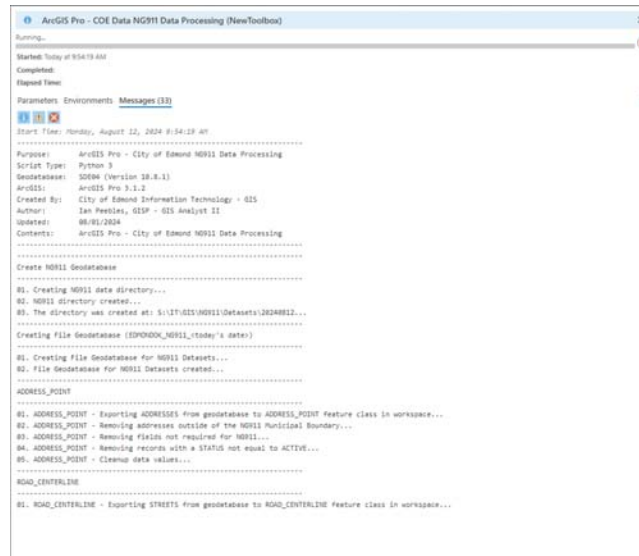 ArcGIS Pro - COE Data NG911 Data Processing (NewToolbox)
Running...
Started: Today at 9:54:19 AM
Completed:
Elapsed Time:
Parameters Environments Messages (33)
Start Time: Monday, August 12, 2024 9:54:19 AM
--------------------
Purpose: ArcGIS Pro - City of Edmond NG911 Data Processing
Script Type: Python 3
Geodatabase: SDE04 (Version 10.8.1)
ArcGIS: ArcGIS Pro 3.1.2
Created By: City of Edmond Information Technology - GIS
Author: Ian Peebles, GISP - GIS Analyst II
Updated: 08/01/2024
Contents: ArcGIS Pro - City of Edmond NG911 Data Processing
--------------------
--------------------
Create NG911 Geodatabase
--------------------
01. Creating NG911 data directory...
02. NG911 directory created...
03. The directory was created at: S:\IT\GIS\NG911\Datasets\20240812...
--------------------
Creating File Geodatabase (EDMONDOK_NG911_<today's date>)
--------------------
01. Creating File Geodatabase for NG911 Datasets...
02. File Geodatabase for NG911 Datasets created...
--------------------
ADDRESS_POINT
--------------------
01. ADDRESS_POINT - Exporting ADDRESSES from geodatabase to ADDRESS_POINT feature class in workspace...
02. ADDRESS_POINT - Removing addresses outside of the NG911 Municipal Boundary...
03. ADDRESS_POINT - Removing fields not required for NG911...
04. ADDRESS_POINT - Removing records with a STATUS not equal to ACTIVE...
05. ADDRESS_POINT - Cleanup data values...
--------------------
ROAD_CENTERLINE
--------------------
01. ROAD_CENTERLINE - Exporting STREETS from geodatabase to ROAD_CENTERLINE feature class in workspace...